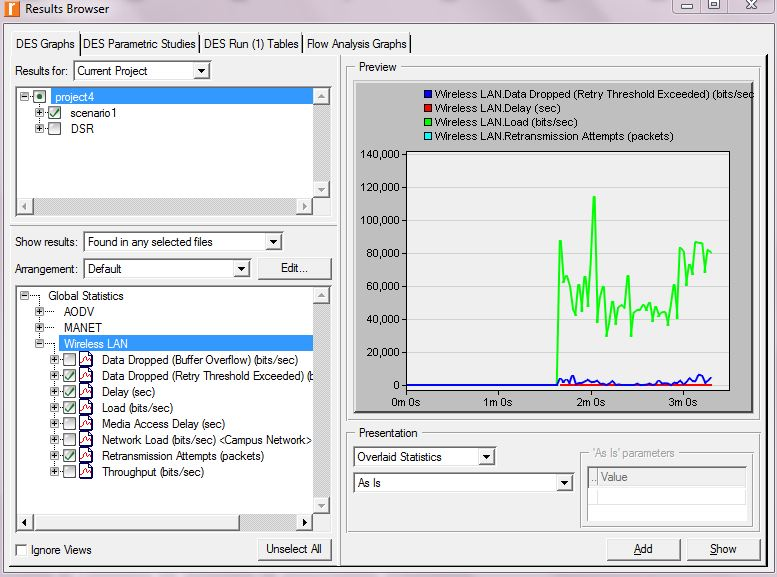 Results Browser
DES Graphs DES Parametric Studies DES Run (1) Tables Flow Analysis Graphs
Results for: Current Project
project4
scenario1
DSR
Show results: Found in any selected files
Arrangement: Default Edit...
Global Statistics
AODV
MANET
Wireless LAN
Data Dropped (Buffer Overflow) (bits/sec)
Data Dropped (Retry Threshold Exceeded) (b
Delay (sec)
Load (bits/sec)
Media Access Delay (sec)
Network Load (bits/sec) <Campus Network>
Retransmission Attempts (packets)
Throughput (bits/sec)
Ignore Views Unselect All
Preview
Wireless LAN.Data Dropped (Retry Threshold Exceeded) (bits/sec
Wireless LAN.Delay (sec)
Wireless LAN.Load (bits/sec)
Wireless LAN.Retransmission Attempts (packets)
140,000
120,000
100,000
80,000
60,000
40,000
20,000
0
0m 0s 1m 0s 2m 0s 3m 0s
Presentation
Overlaid Statistics
As Is
'As Is' parameters
... Value
Add Show